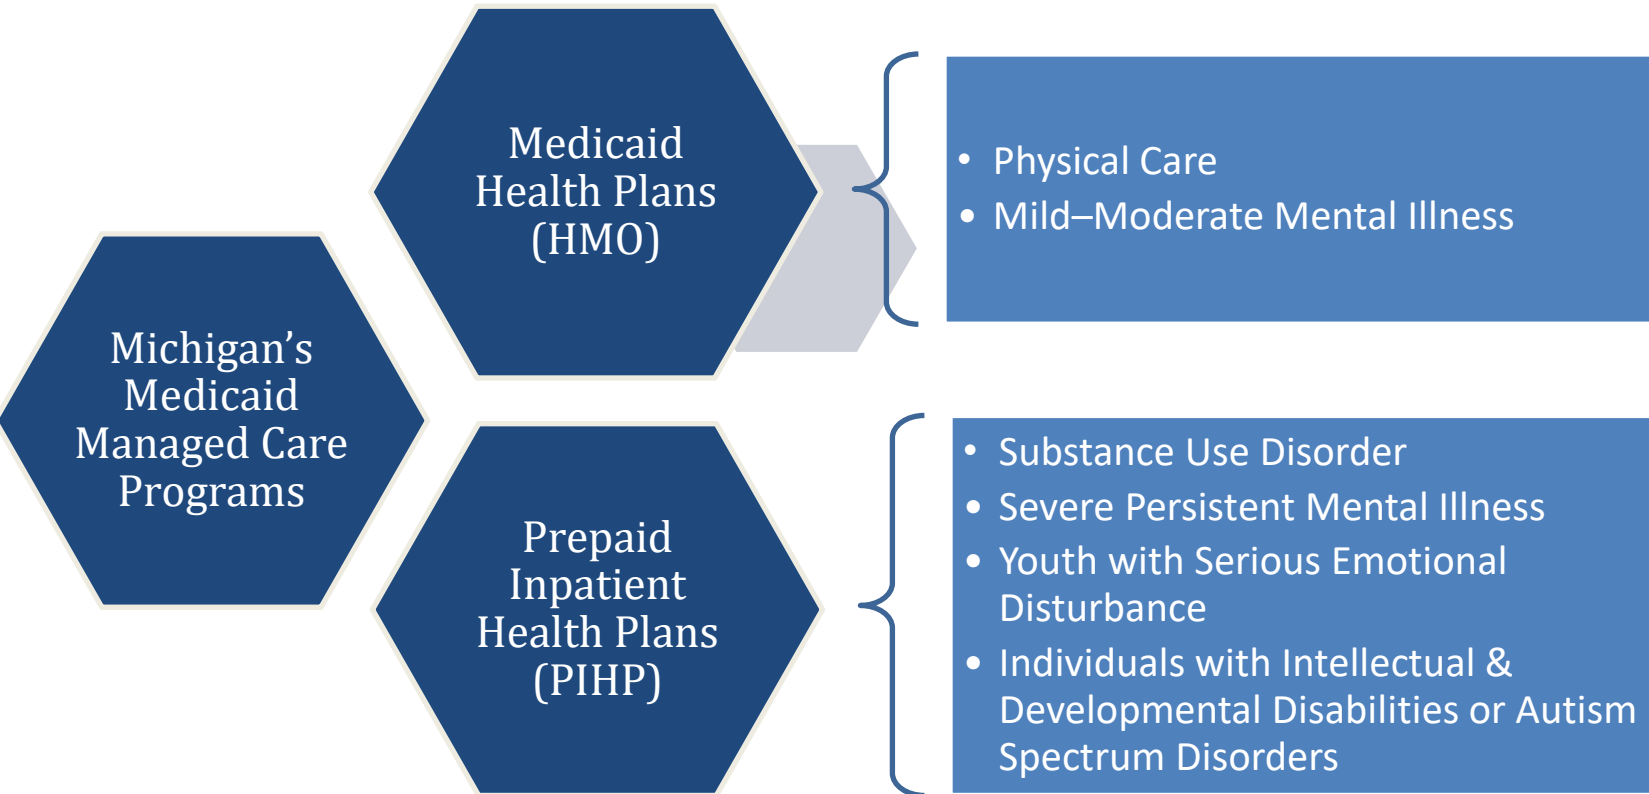 Michigan’s
Medicaid
Managed Care
Programs
Medicaid
Health Plans
(HMO)
• Physical Care
• Mild–Moderate Mental Illness
Prepaid
Inpatient
Health Plans
(PIHP)
• Substance Use Disorder
• Severe Persistent Mental Illness
• Youth with Serious Emotional
Disturbance
• Individuals with Intellectual &
Developmental Disabilities or Autism
Spectrum Disorders